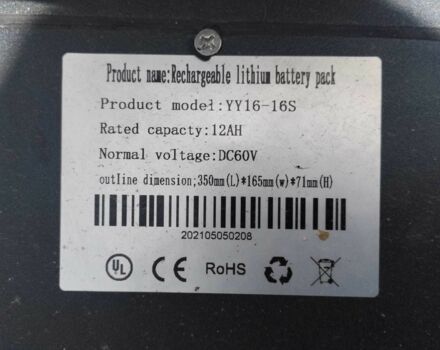 Product name:Rechargeable lithium battery pack
Product model:YY16-16S
Rated capacity:12AH
Normal voltage:DC60V
outline dimension;350mm(L)*165mm(w)*71mm(H)
202105050208
UL CE RoHS